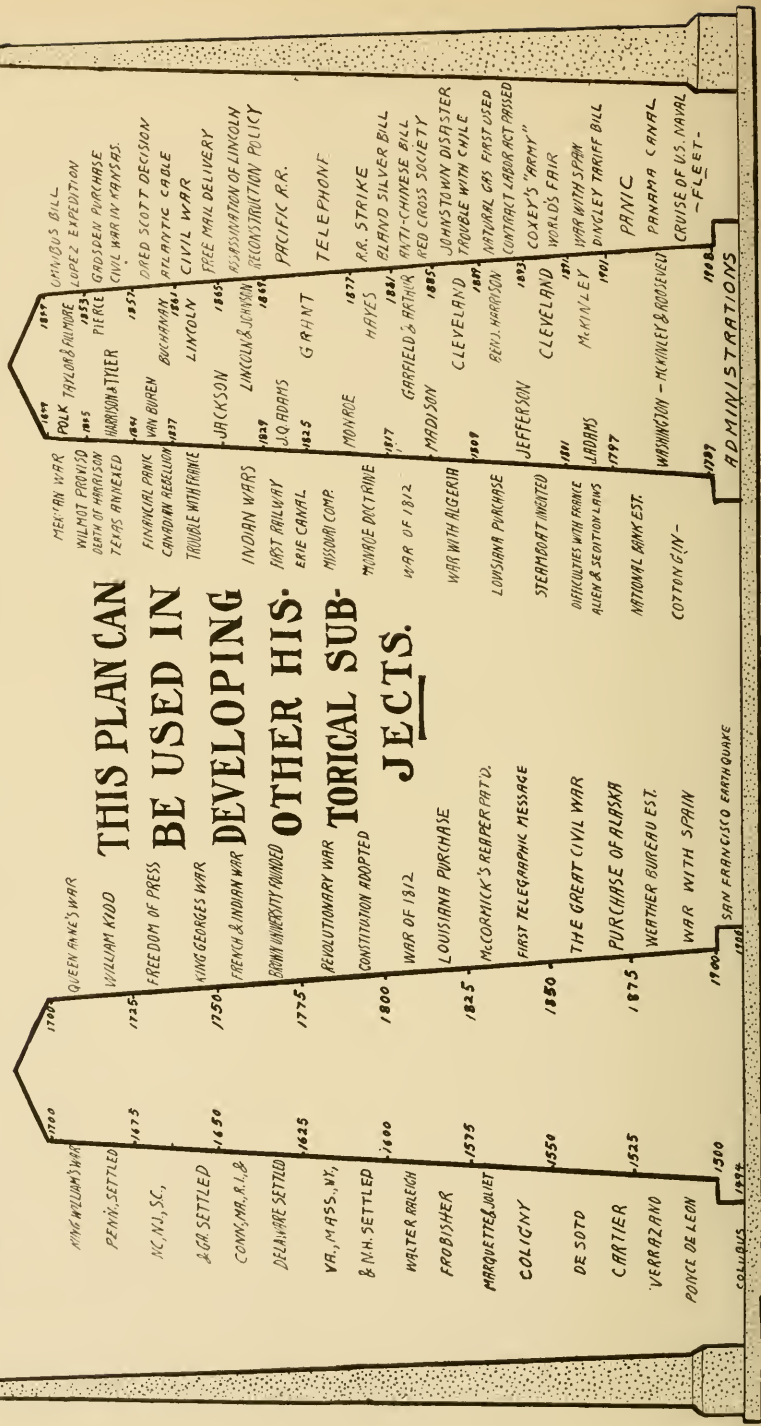 KING WILLIAM'S WAR
PENN. SETTLED
NC, NJ., SC.,
& GA. SETTLED
CONN., MA., R.I., &
DELAWARE SETTLED
VA., MASS., NY.,
& N.H. SETTLED
WALTER RALEIGH
FROBISHER
MARQUETTE & JOLIET
COLIGNY
DE SOTO
CARTIER
VERRAZANO
PONCE DE LEON
1700
1675
1650
1625
1600
1575
1550
1525
1500
1700
1725
1750
1775
1800
1825
1850
1875
1900
1906
QUEEN ANNE'S WAR
WILLIAM KIDD
FREEDOM OF PRESS
KING GEORGES WAR
FRENCH & INDIAN WAR
BROWN UNIVERSITY FOUNDED
REVOLUTIONARY WAR
CONSTITUTION ADOPTED
WAR OF 1812
LOUISIANA PURCHASE
McCORMICK'S REAPER PAT'D.
FIRST TELEGRAPHIC MESSAGE
THE GREAT CIVIL WAR
PURCHASE OF ALASKA
WEATHER BUREAU EST.
WAR WITH SPAIN
SAN FRANCISCO EARTHQUAKE
THIS PLAN CAN
BE USED IN
DEVELOPING
OTHER HIS-
TORICAL SUB-
JECTS.
MEXICAN WAR
WILMOT PROVISO
DEATH OF HARRISON
TEXAS ANNEXED
FINANCIAL PANIC
CANADIAN REBELLION
TROUBLE WITH FRANCE
INDIAN WARS
FIRST RAILWAY
ERIE CANAL
MISSOURI COMP.
MONROE DOCTRINE
WAR OF 1812
WAR WITH ALGERIA
LOUISIANA PURCHASE
STEAMBOAT INVENTED
DIFFICULTIES WITH FRANCE
ALIEN & SEDITION LAWS
NATIONAL BANK EST.
COTTON GIN-
1849
POLK
1845
HARRISON & TYLER
1841
VAN BUREN
1837
JACKSON
1829
J.Q. ADAMS
1825
MONROE
1817
MADISON
1809
JEFFERSON
1801
J. ADAMS
1797
WASHINGTON - McKINLEY & ROOSEVELT
1789
1849
TAYLOR & FILMORE
1853
PIERCE
1857
BUCHANAN
1861
LINCOLN
1865
LINCOLN & JOHNSON
1869
GRANT
1877
HAYES
1881
GARFIELD & ARTHUR
1885
CLEVELAND
1889
BENJ. HARRISON
1893
CLEVELAND
McKINLEY
1901
1908
ADMINISTRATIONS
OMNIBUS BILL
LOPEZ EXPEDITION
GADSDEN PURCHASE
CIVIL WAR IN KANSAS.
DRED SCOTT DECISION
ATLANTIC CABLE
CIVIL WAR
FREE MAIL DELIVERY
ASSASSINATION OF LINCOLN
RECONSTRUCTION POLICY
PACIFIC R.R.
TELEPHONE
R.R. STRIKE
BLAND SILVER BILL
ANTI-CHINESE BILL
RED CROSS SOCIETY
JOHNSTOWN DISASTER
TROUBLE WITH CHILE
NATURAL GAS FIRST USED
CONTRACT LABOR ACT PASSED
COXEY'S "ARMY"
WORLD'S FAIR
WAR WITH SPAIN
DINGLEY TARIFF BILL
PANIC
PANAMA CANAL
CRUISE OF U.S. NAVAL
-FLEET-